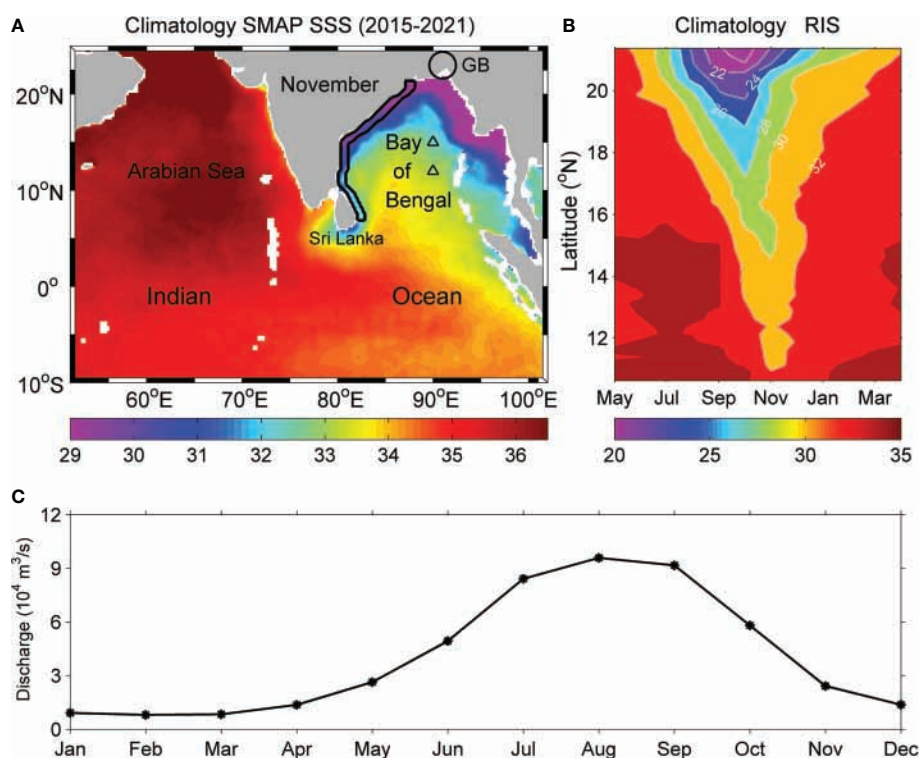 A
Climatology SMAP SSS (2015-2021)
20°N
10°N
0°
10°S
November
GB
Arabian Sea
Bay
of
Bengal
Sri Lanka
Indian
Ocean
60°E 70°E 80°E 90°E 100°E
29 30 31 32 33 34 35 36
B
Climatology RIS
Latitude (°N)
20
18
16
14
12
22
24
26
28
30
32
May Jul Sep Nov Jan Mar
20 25 30 35
C
Discharge (10⁴ m³/s)
12
9
6
3
0
Jan Feb Mar Apr May Jun Jul Aug Sep Oct Nov Dec